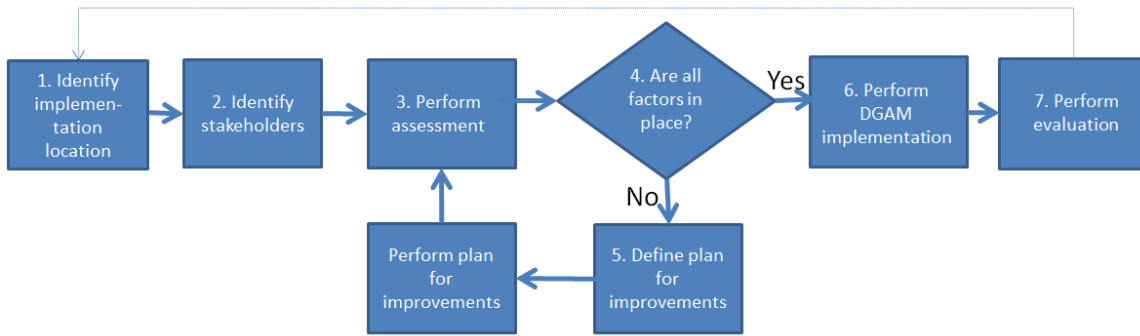 1. Identify
implemen-
tation
location
2. Identify
stakeholders
3. Perform
assessment
4. Are all
factors in
place?
Yes
6. Perform
DGAM
implementation
7. Perform
evaluation
No
Perform plan
for
improvements
5. Define plan
for
improvements